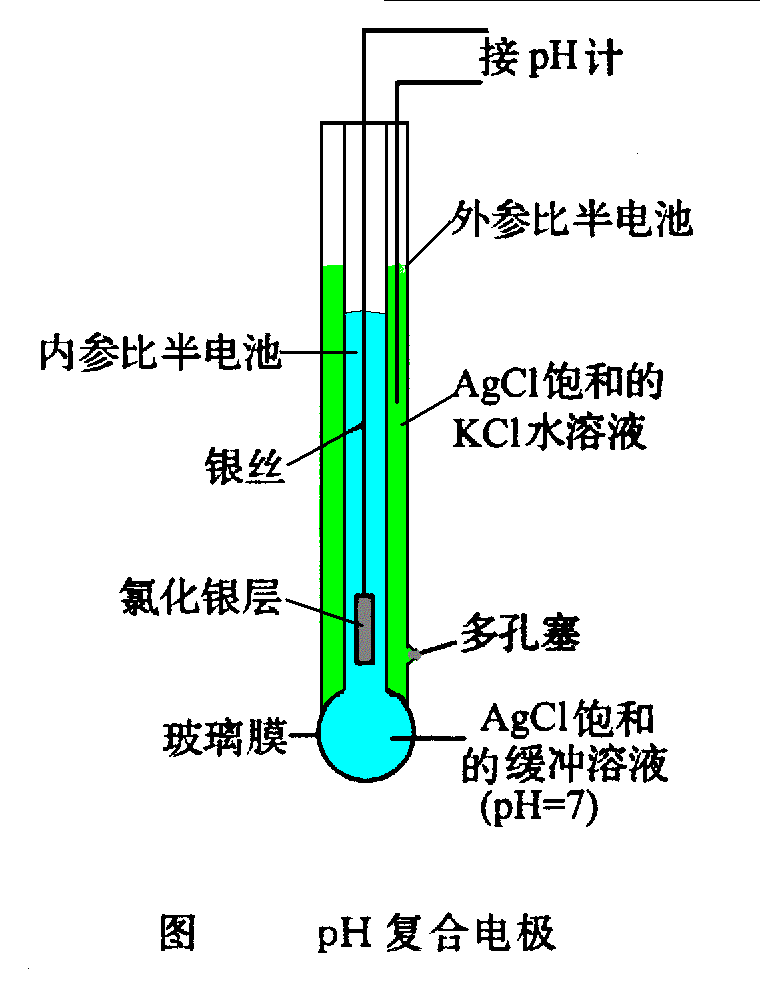 接pH计
外参比半电池
内参比半电池
AgCl饱和的
KCl水溶液
银丝
氯化银层
多孔塞
玻璃膜
AgCl饱和
的缓冲溶液
(pH=7)
图 pH复合电极